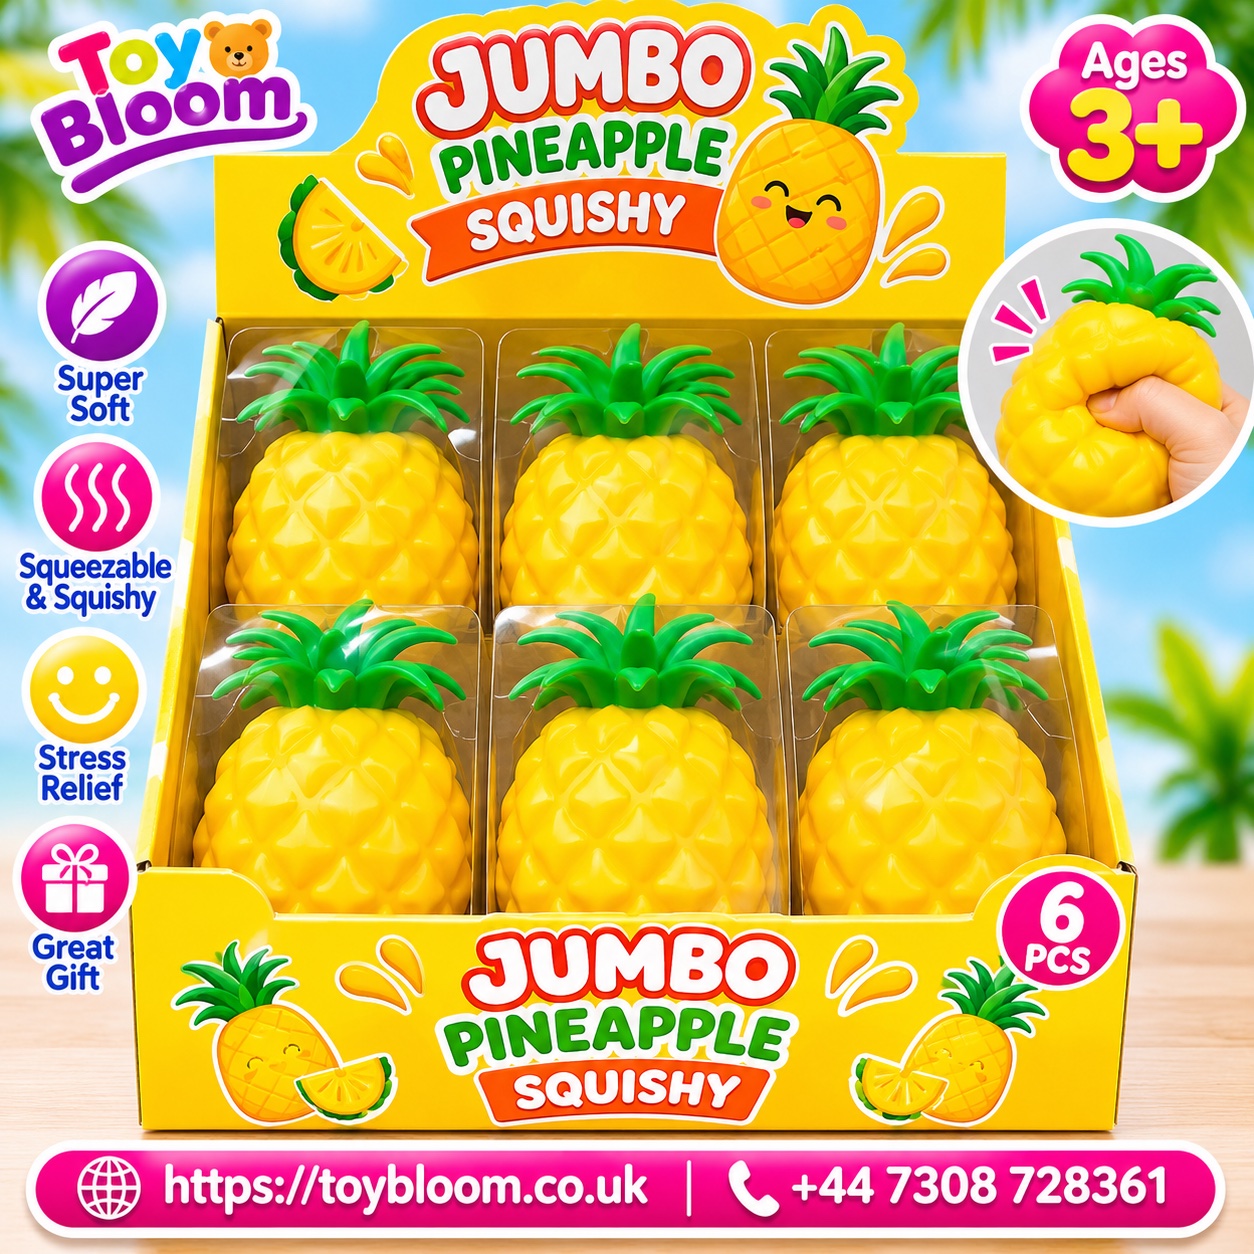 Toy
Bloom
JUMBO
PINEAPPLE
SQUISHY
Ages
3+
Super
Soft
Squeezable
& Squishy
Stress
Relief
Great
Gift
6
PCS
JUMBO
PINEAPPLE
SQUISHY
https://toybloom.co.uk | +44 7308 728361